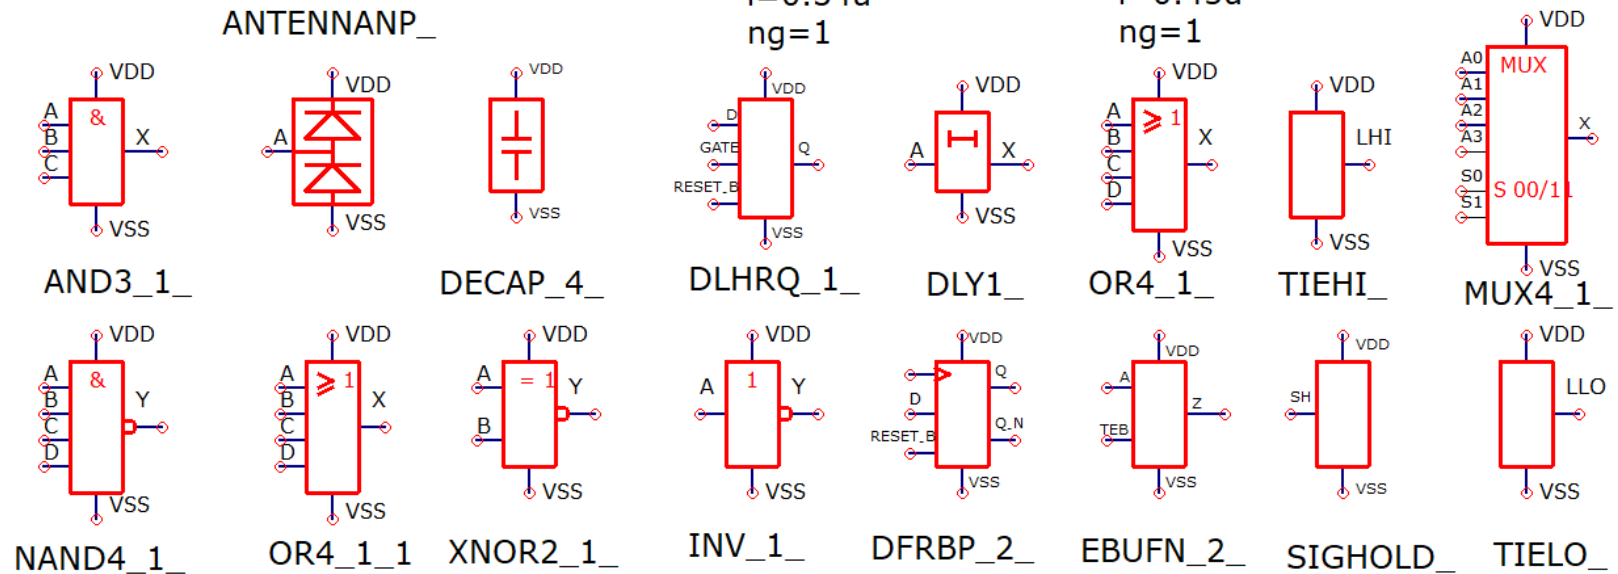 ANTENNANP_
ng=1
ng=1
VDD
A
B
C
&
X
VSS
AND3_1_
VDD
A
VSS
VDD
VSS
DECAP_4_
VDD
D
GATE
RESET_B
Q
VSS
DLHRQ_1_
VDD
A
X
VSS
DLY1_
VDD
A
B
C
D
⩾ 1
X
VSS
OR4_1_
VDD
LHI
VSS
TIEHI_
VDD
MUX
A0
A1
A2
A3
S0
S1
S 00/11
X
VSS
MUX4_1_
VDD
A
B
C
D
&
Y
VSS
NAND4_1_
VDD
A
B
C
D
⩾ 1
X
VSS
OR4_1_1
VDD
A
B
= 1
Y
VSS
XNOR2_1_
VDD
A
1
Y
VSS
INV_1_
VDD
D
RESET_B
Q
Q_N
VSS
DFRBP_2_
VDD
A
TEB
Z
VSS
EBUFN_2_
VDD
SH
VSS
SIGHOLD_
VDD
LLO
VSS
TIELO_